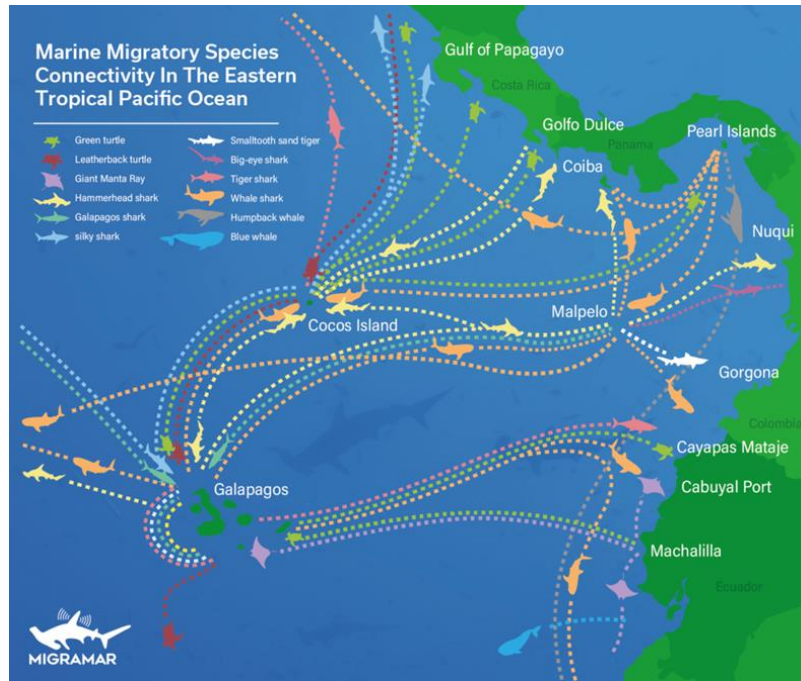 Marine Migratory Species
Connectivity In The Eastern
Tropical Pacific Ocean
Green turtle
Leatherback turtle
Giant Manta Ray
Hammerhead shark
Galapagos shark
silky shark
Smalltooth sand tiger
Big-eye shark
Tiger shark
Whale shark
Humpback whale
Blue whale
Gulf of Papagayo
Costa Rica
Golfo Dulce
Pearl Islands
Panama
Coiba
Nuqui
Cocos Island
Malpelo
Gorgona
Colombia
Cayapas Mataje
Galapagos
Cabuyal Port
Machalilla
Ecuador
MIGRAMAR